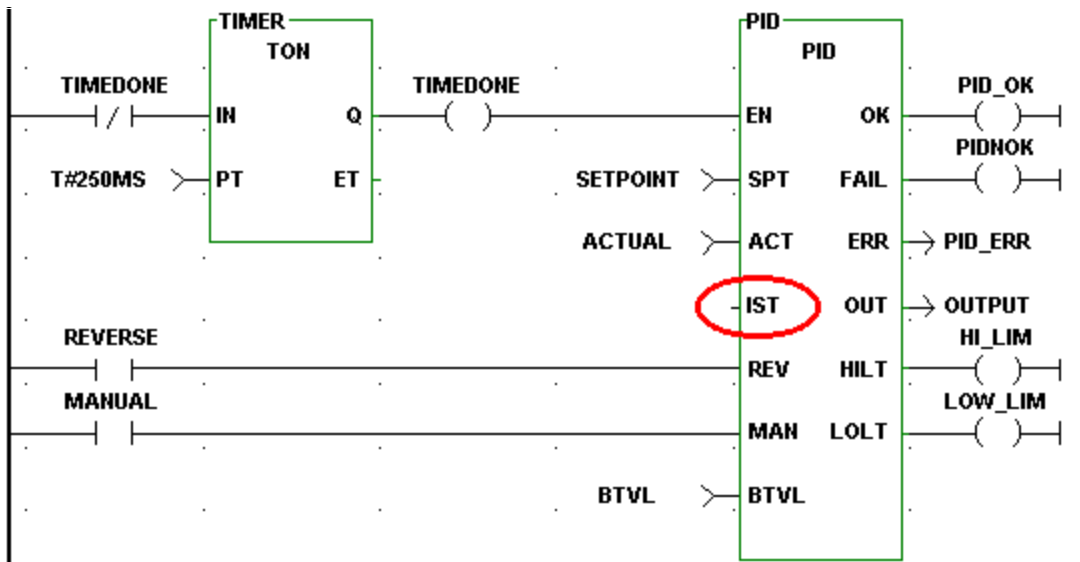 TIMER
PID
TON
PID
TIMEDONE
TIMEDONE
PID_OK
IN
Q
EN
OK
PIDNOK
T#250MS
PT
ET
SETPOINT
SPT
FAIL
ACTUAL
ACT
ERR
PID_ERR
IST
OUT
OUTPUT
REVERSE
HI_LIM
REV
HILT
MANUAL
LOW_LIM
MAN
LOLT
BTVL
BTVL